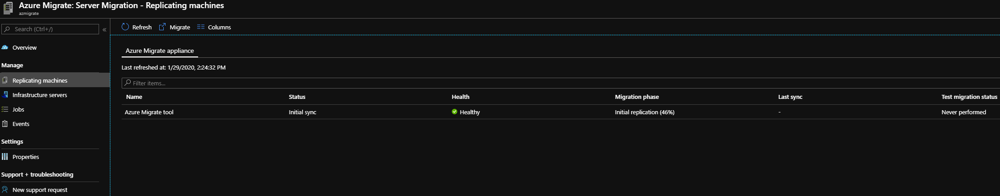 Azure Migrate: Server Migration - Replicating machines
azmigrate
Search (Ctrl+/)
«
Overview
Manage
Replicating machines
Infrastructure servers
Jobs
Events
Settings
Properties
Support + troubleshooting
New support request
Refresh Migrate Columns
Azure Migrate appliance
Last refreshed at: 1/29/2020, 2:24:32 PM
Filter items...
Name Status Health Migration phase Last sync Test migration status
Azure Migrate tool Initial sync Healthy Initial replication (46%) - Never performed